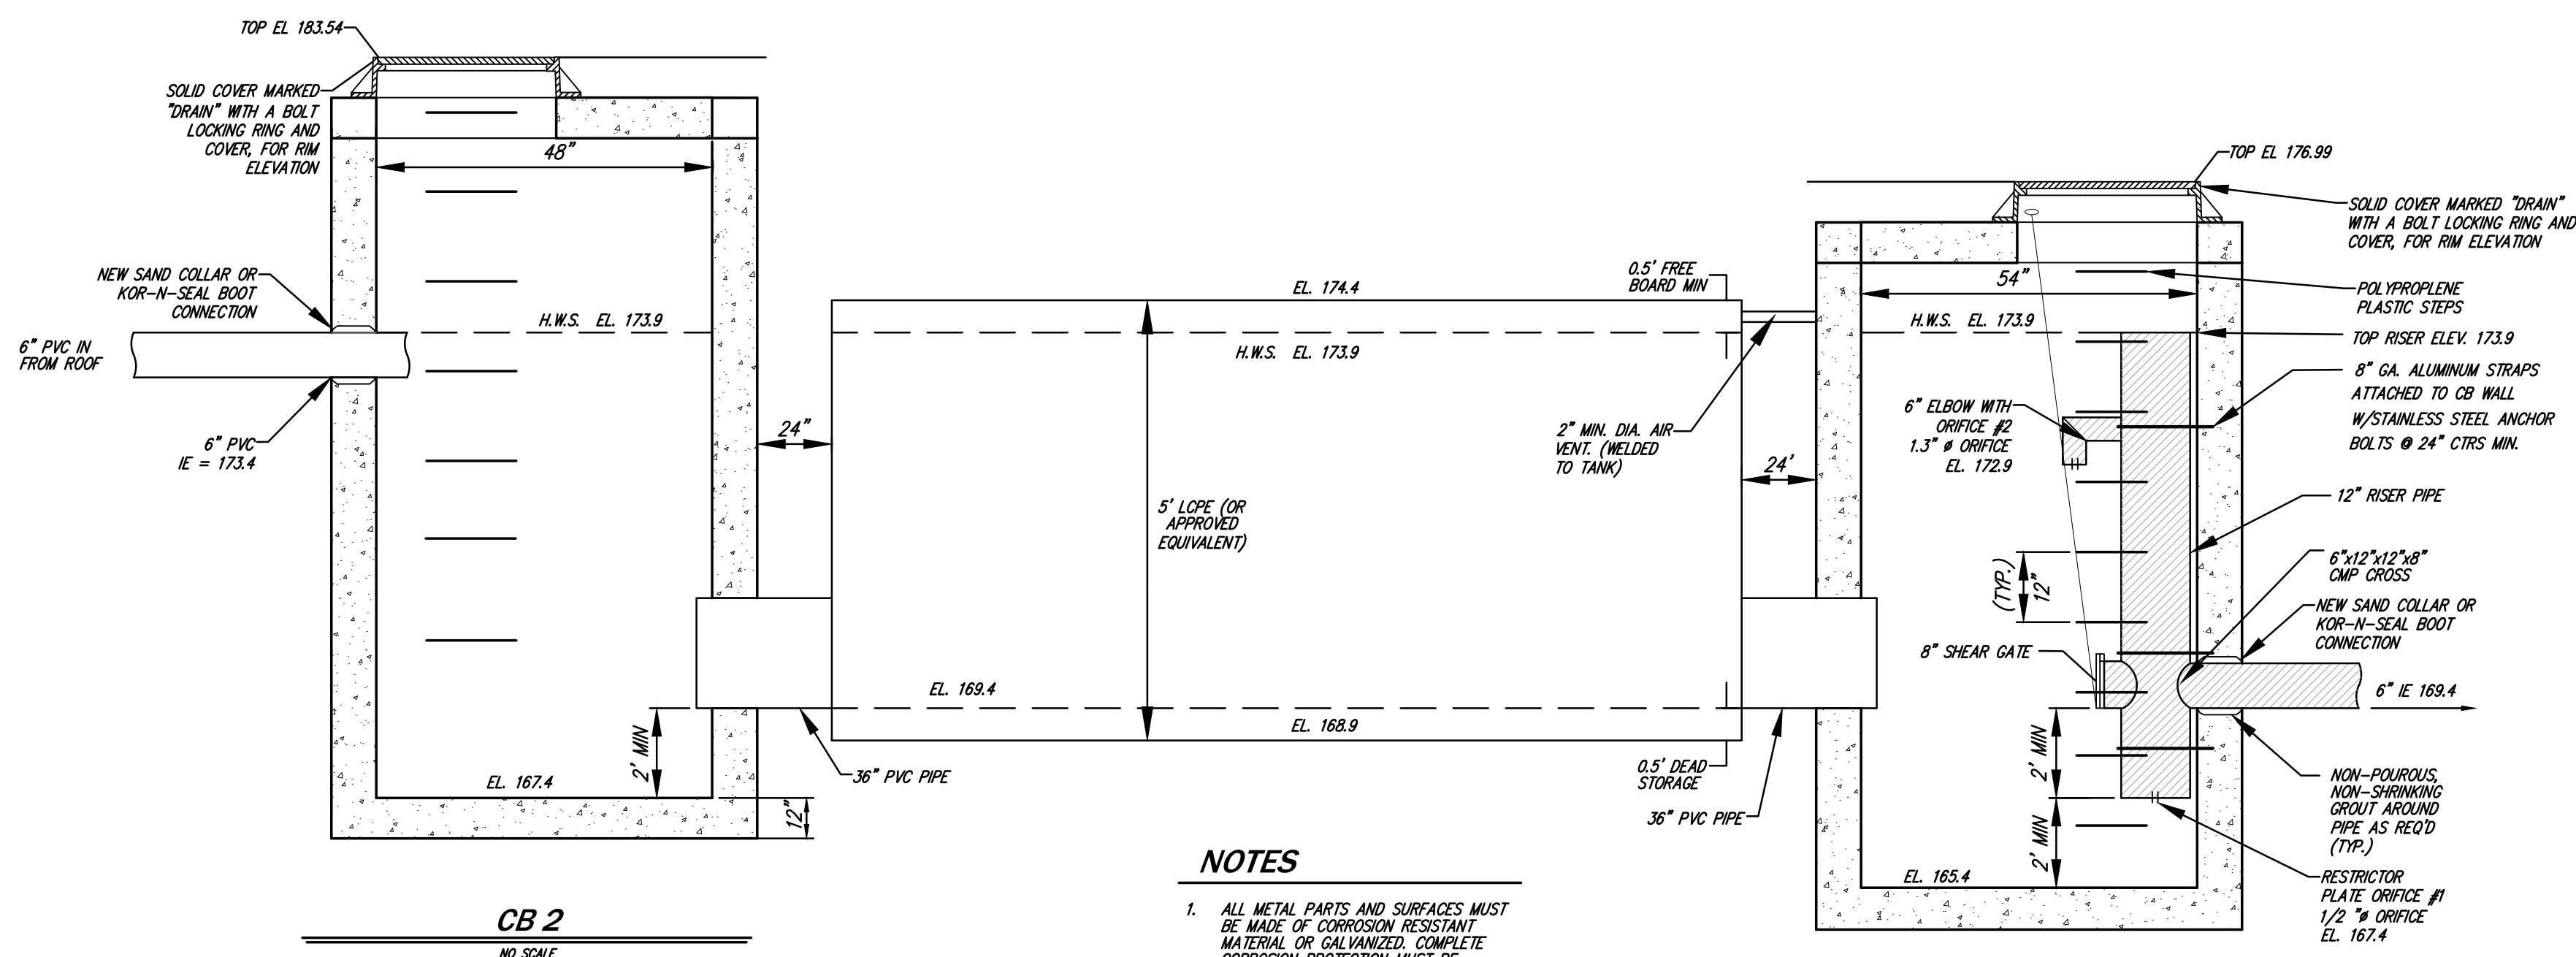 TOP EL 183.54
SOLID COVER MARKED
"DRAIN" WITH A BOLT
LOCKING RING AND
COVER, FOR RIM
ELEVATION
48"
NEW SAND COLLAR OR
KOR-N-SEAL BOOT
CONNECTION
H.W.S. EL. 173.9
6" PVC IN
FROM ROOF
6" PVC
IE = 173.4
24"
2' MIN
EL. 167.4
12"
36" PVC PIPE
CB 2
NO SCALE
EL. 174.4
0.5' FREE
BOARD MIN
H.W.S. EL. 173.9
2" MIN. DIA. AIR
VENT. (WELDED
TO TANK)
24'
5' LCPE (OR
APPROVED
EQUIVALENT)
EL. 169.4
EL. 168.9
0.5' DEAD
STORAGE
36" PVC PIPE
NOTES
1. ALL METAL PARTS AND SURFACES MUST
BE MADE OF CORROSION RESISTANT
MATERIAL OR GALVANIZED. COMPLETE
CORROSION PROTECTION MUST BE
TOP EL 176.99
SOLID COVER MARKED "DRAIN"
WITH A BOLT LOCKING RING AND
COVER, FOR RIM ELEVATION
54"
POLYPROPLENE
PLASTIC STEPS
H.W.S. EL. 173.9
TOP RISER ELEV. 173.9
8" GA. ALUMINUM STRAPS
ATTACHED TO CB WALL
W/STAINLESS STEEL ANCHOR
BOLTS @ 24" CTRS MIN.
6" ELBOW WITH
ORIFICE #2
1.3" ø ORIFICE
EL. 172.9
12" RISER PIPE
(TYP.)
12"
6"x12"x12"x8"
CMP CROSS
NEW SAND COLLAR OR
KOR-N-SEAL BOOT
CONNECTION
8" SHEAR GATE
6" IE 169.4
2' MIN
2' MIN
NON-POUROUS,
NON-SHRINKING
GROUT AROUND
PIPE AS REQ'D
(TYP.)
EL. 165.4
RESTRICTOR
PLATE ORIFICE #1
1/2 "ø ORIFICE
EL. 167.4